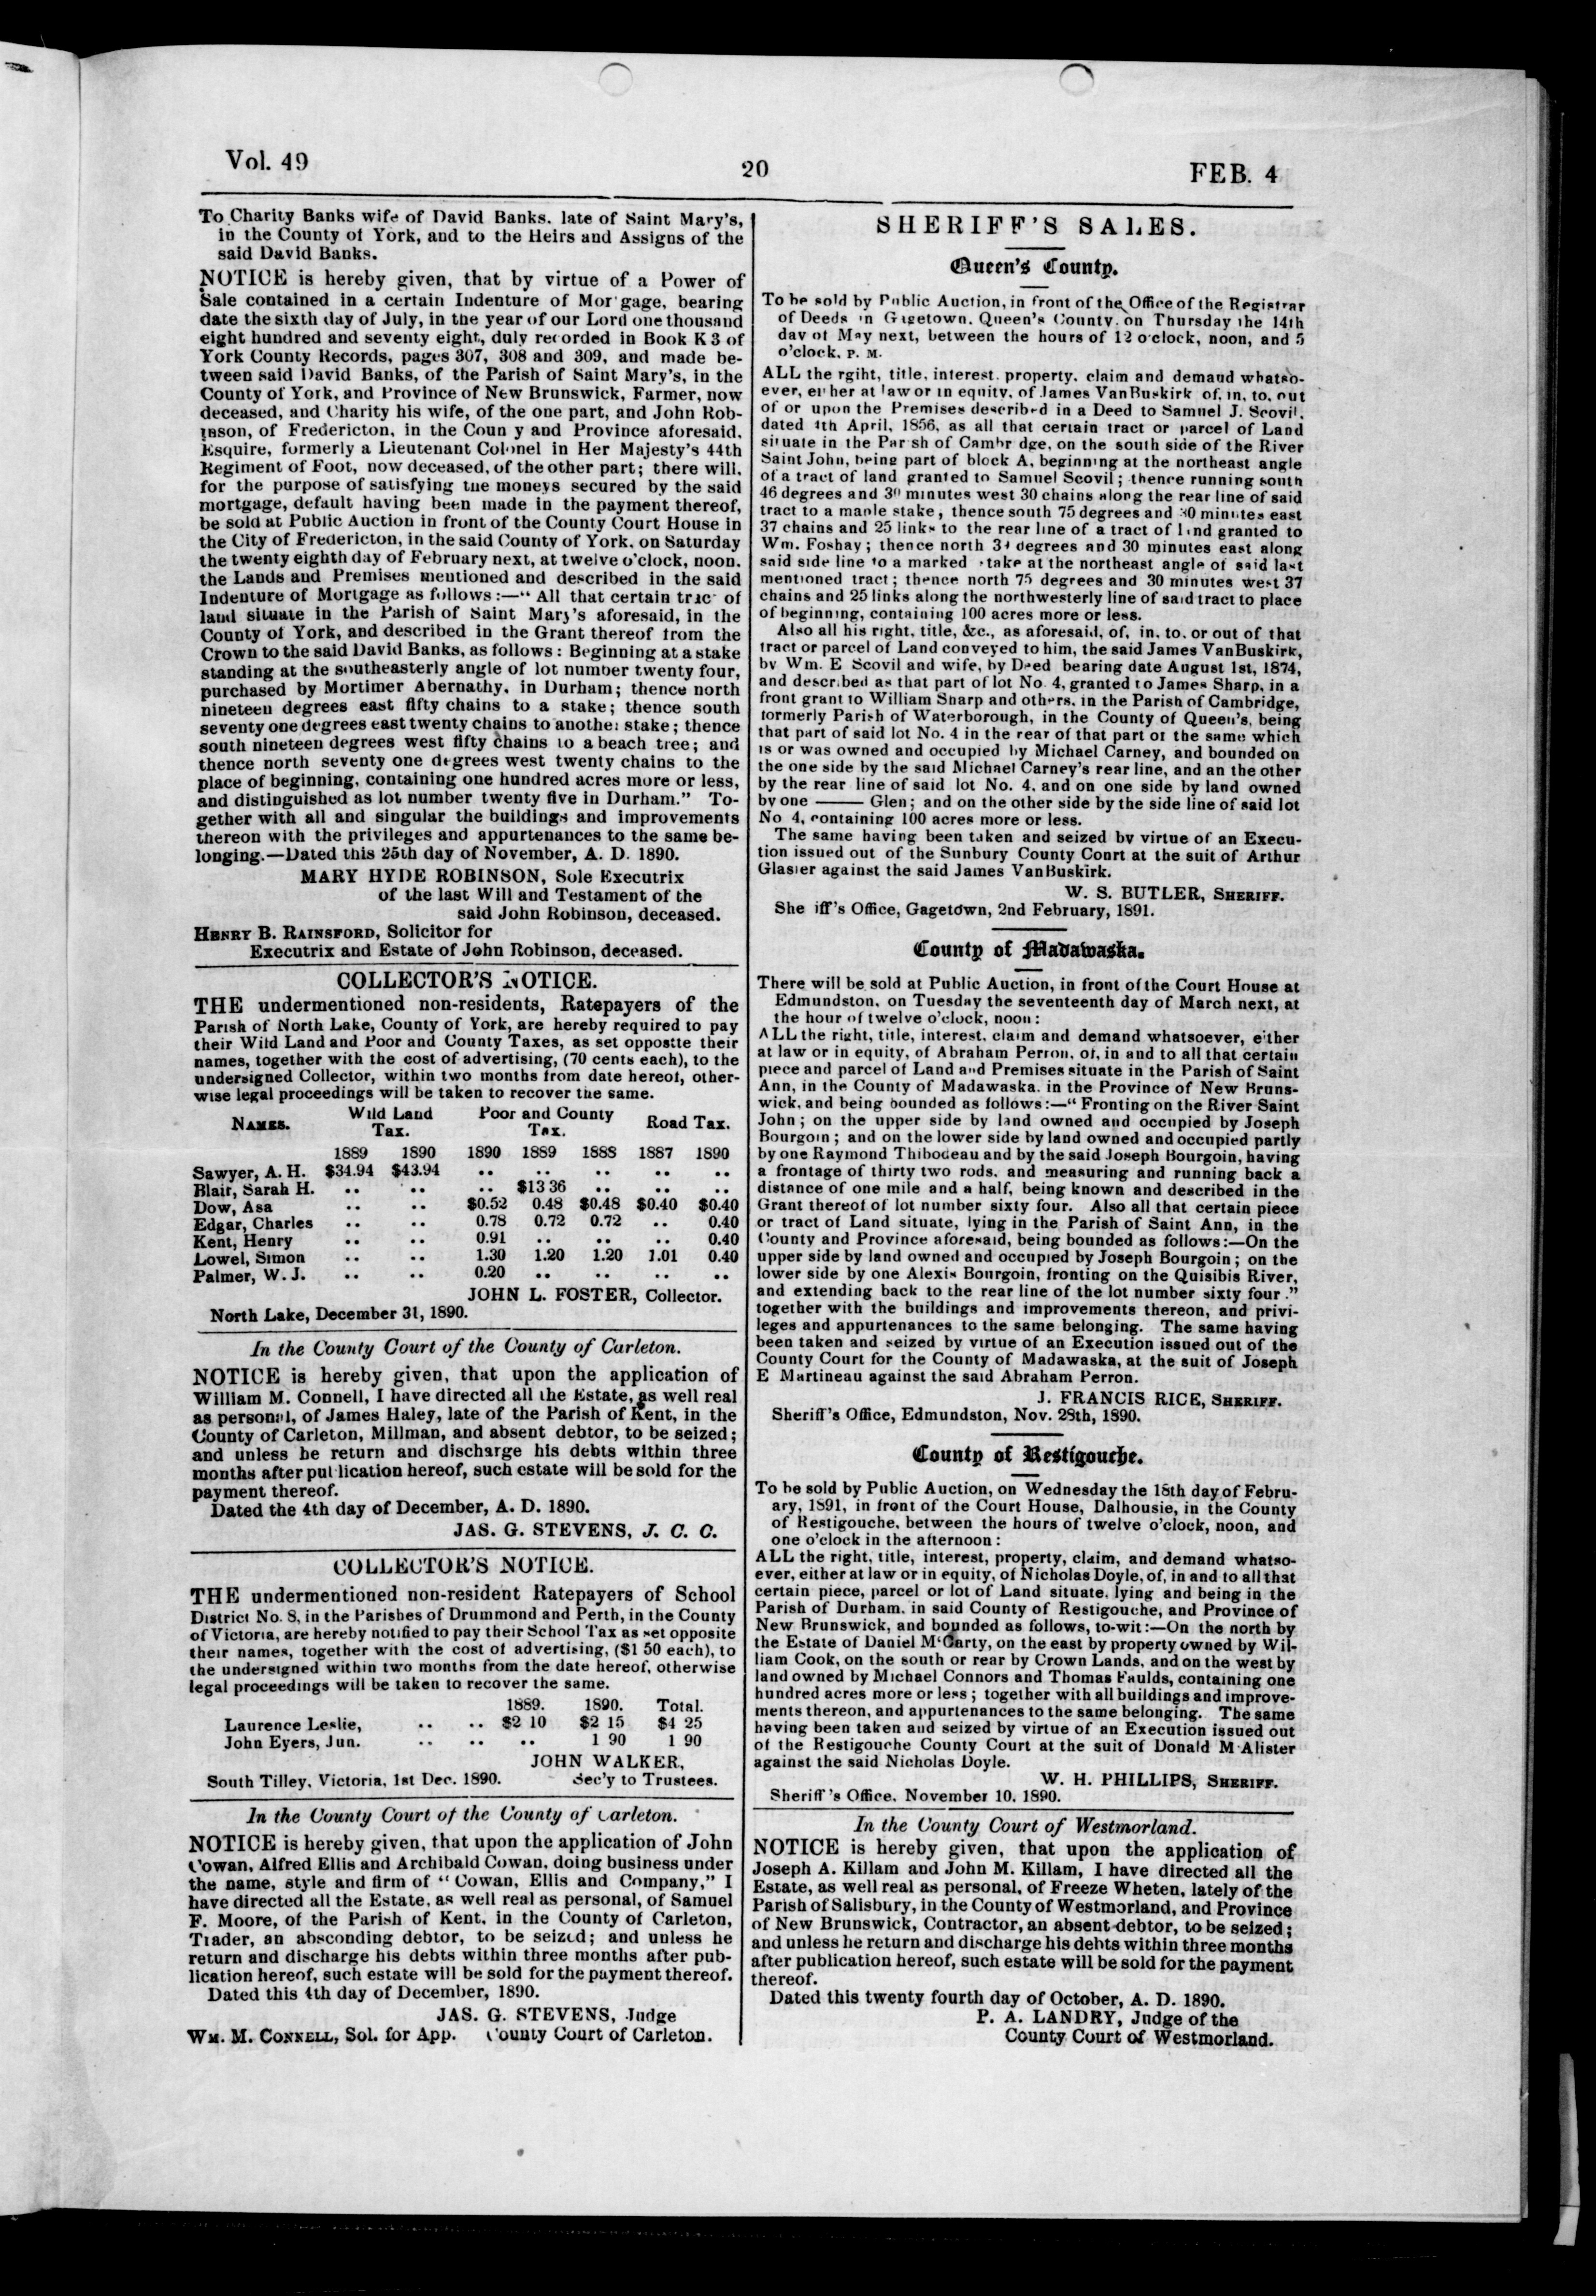 Vol. 49
20
FEB. 4
To Charity Banks wife of David Banks. late of Saint Mary's,
in the County of York, and to the Heirs and Assigns of the
said David Banks.
NOTICE is hereby given, that by virtue of a Power of
Sale contained in a certain Indenture of Mortgage, bearing
date the sixth day of July, in the year of our Lord one thousand
eight hundred and seventy eight, duly recorded in Book K 3 of
York County Records, pages 307, 308 and 309, and made be-
tween said David Banks, of the Parish of Saint Mary's, in the
County of York, and Province of New Brunswick, Farmer, now
deceased, and Charity his wife, of the one part, and John Rob-
inson, of Fredericton, in the Coun y and Province aforesaid,
Esquire, formerly a Lieutenant Colonel in Her Majesty's 44th
Regiment of Foot, now deceased, of the other part; there will,
for the purpose of satisfying the moneys secured by the said
mortgage, default having been made in the payment thereof,
be sold at Public Auction in front of the County Court House in
the City of Fredericton, in the said County of York, on Saturday
the twenty eighth day of February next, at twelve o'clock, noon,
the Lands and Premises mentioned and described in the said
Indenture of Mortgage as follows:—" All that certain trac of
land situate in the Parish of Saint Mary's aforesaid, in the
County of York, and described in the Grant thereof from the
Crown to the said David Banks, as follows: Beginning at a stake
standing at the southeasterly angle of lot number twenty four,
purchased by Mortimer Abernathy, in Durham; thence north
nineteen degrees east fifty chains to a stake; thence south
seventy one degrees east twenty chains to another stake; thence
south nineteen degrees west fifty chains to a beach tree; and
thence north seventy one degrees west twenty chains to the
place of beginning, containing one hundred acres more or less,
and distinguished as lot number twenty five in Durham." To-
gether with all and singular the buildings and improvements
thereon with the privileges and appurtenances to the same be-
longing.—Dated this 25th day of November, A. D. 1890.
MARY HYDE ROBINSON, Sole Executrix
of the last Will and Testament of the
said John Robinson, deceased.
HENRY B. RAINSFORD, Solicitor for
Executrix and Estate of John Robinson, deceased.
COLLECTOR'S NOTICE.
THE undermentioned non-residents, Ratepayers of the
Parish of North Lake, County of York, are hereby required to pay
their Wild Land and Poor and County Taxes, as set oppostte their
names, together with the cost of advertising, (70 cents each), to the
undersigned Collector, within two months from date hereof, other-
wise legal proceedings will be taken to recover the same.
NAMES. Wild Land Tax. Poor and County Tax. Road Tax.
1889 1890 1890 1889 1888 1887 1890
Sawyer, A. H. $34.94 $43.94 .. .. .. .. ..
Blair, Sarah H. .. .. .. $13 36 .. .. ..
Dow, Asa .. .. $0.52 0.48 $0.48 $0.40 $0.40
Edgar, Charles .. .. 0.78 0.72 0.72 .. 0.40
Kent, Henry .. .. 0.91 .. .. .. 0.40
Lowel, Simon .. .. 1.30 1.20 1.20 1.01 0.40
Palmer, W. J. .. .. 0.20 .. .. .. ..
JOHN L. FOSTER, Collector.
North Lake, December 31, 1890.
In the County Court of the County of Carleton.
NOTICE is hereby given, that upon the application of
William M. Connell, I have directed all the Estate, as well real
as personal, of James Haley, late of the Parish of Kent, in the
County of Carleton, Millman, and absent debtor, to be seized;
and unless he return and discharge his debts within three
months after publication hereof, such estate will be sold for the
payment thereof.
Dated the 4th day of December, A. D. 1890.
JAS. G. STEVENS, J. C. C.
COLLECTOR'S NOTICE.
THE undermentioned non-resident Ratepayers of School
District No. 8, in the Parishes of Drummond and Perth, in the County
of Victoria, are hereby notified to pay their School Tax as set opposite
their names, together with the cost of advertising, ($1 50 each), to
the undersigned within two months from the date hereof, otherwise
legal proceedings will be taken to recover the same.
1889. 1890. Total.
Laurence Leslie, .. .. $2 10 $2 15 $4 25
John Eyers, Jun. .. .. .. 1 90 1 90
JOHN WALKER,
South Tilley, Victoria, 1st Dec. 1890. Sec'y to Trustees.
In the County Court of the County of Carleton.
NOTICE is hereby given, that upon the application of John
Cowan, Alfred Ellis and Archibald Cowan, doing business under
the name, style and firm of " Cowan, Ellis and Company," I
have directed all the Estate, as well real as personal, of Samuel
F. Moore, of the Parish of Kent, in the County of Carleton,
Trader, an absconding debtor, to be seized; and unless he
return and discharge his debts within three months after pub-
lication hereof, such estate will be sold for the payment thereof.
Dated this 4th day of December, 1890.
JAS. G. STEVENS, Judge
WM. M. CONNELL, Sol. for App. County Court of Carleton.
SHERIFF'S SALES.
Queen's County.
To be sold by Public Auction, in front of the Office of the Registrar
of Deeds in Gagetown, Queen's County, on Thursday the 14th
day of May next, between the hours of 12 o'clock, noon, and 5
o'clock, P. M.
ALL the rgiht, title, interest, property, claim and demand whatso-
ever, either at law or in equity, of James VanBuskirk of, in, to, out
of or upon the Premises described in a Deed to Samuel J. Scovil,
dated 4th April, 1856, as all that certain tract or parcel of Land
situate in the Par sh of Cambr dge, on the south side of the River
Saint John, being part of block A, beginning at the northeast angle
of a tract of land granted to Samuel Scovil; thence running south
46 degrees and 30 minutes west 30 chains along the rear line of said
tract to a maple stake, thence south 75 degrees and 30 minutes east
37 chains and 25 links to the rear line of a tract of land granted to
Wm. Foshay; thence north degrees and 30 minutes east along
said side line to a marked stake at the northeast angle of said last
mentioned tract; thence north 75 degrees and 30 minutes west 37
chains and 25 links along the northwesterly line of said tract to place
of beginning, containing 100 acres more or less.
Also all his right, title, &c., as aforesaid, of, in, to, or out of that
tract or parcel of Land conveyed to him, the said James VanBuskirk,
by Wm. E Scovil and wife, by Deed bearing date August 1st, 1874,
and described as that part of lot No. 4, granted to James Sharp, in a
front grant to William Sharp and others, in the Parish of Cambridge,
formerly Parish of Waterborough, in the County of Queen's, being
that part of said lot No. 4 in the rear of that part of the same which
is or was owned and occupied by Michael Carney, and bounded on
the one side by the said Michael Carney's rear line, and an the other
by the rear line of said lot No. 4, and on one side by land owned
by one —— Glen; and on the other side by the side line of said lot
No 4, containing 100 acres more or less.
The same having been taken and seized by virtue of an Execu-
tion issued out of the Sunbury County Court at the suit of Arthur
Glasier against the said James VanBuskirk.
W. S. BUTLER, SHERIFF.
She iff's Office, Gagetown, 2nd February, 1891.
County of Madawaska.
There will be sold at Public Auction, in front of the Court House at
Edmundston, on Tuesday the seventeenth day of March next, at
the hour of twelve o'clock, noon:
ALL the right, title, interest, claim and demand whatsoever, either
at law or in equity, of Abraham Perron, of, in and to all that certain
piece and parcel of Land and Premises situate in the Parish of Saint
Ann, in the County of Madawaska, in the Province of New Bruns-
wick, and being bounded as follows:—" Fronting on the River Saint
John; on the upper side by land owned and occupied by Joseph
Bourgoin; and on the lower side by land owned and occupied partly
by one Raymond Thibodeau and by the said Joseph Bourgoin, having
a frontage of thirty two rods, and measuring and running back a
distance of one mile and a half, being known and described in the
Grant thereof of lot number sixty four. Also all that certain piece
or tract of Land situate, lying in the Parish of Saint Ann, in the
County and Province aforesaid, being bounded as follows:—On the
upper side by land owned and occupied by Joseph Bourgoin; on the
lower side by one Alexis Bourgoin, fronting on the Quisibis River,
and extending back to the rear line of the lot number sixty four ."
together with the buildings and improvements thereon, and privi-
leges and appurtenances to the same belonging. The same having
been taken and seized by virtue of an Execution issued out of the
County Court for the County of Madawaska, at the suit of Joseph
E Martineau against the said Abraham Perron.
J. FRANCIS RICE, SHERIFF.
Sheriff's Office, Edmundston, Nov. 28th, 1890.
County of Restigouche.
To be sold by Public Auction, on Wednesday the 18th day of Febru-
ary, 1891, in front of the Court House, Dalhousie, in the County
of Restigouche, between the hours of twelve o'clock, noon, and
one o'clock in the afternoon:
ALL the right, title, interest, property, claim, and demand whatso-
ever, either at law or in equity, of Nicholas Doyle, of, in and to all that
certain piece, parcel or lot of Land situate, lying and being in the
Parish of Durham, in said County of Restigouche, and Province of
New Brunswick, and bounded as follows, to-wit:—On the north by
the Estate of Daniel M'Carty, on the east by property owned by Wil-
liam Cook, on the south or rear by Crown Lands, and on the west by
land owned by Michael Connors and Thomas Faulds, containing one
hundred acres more or less; together with all buildings and improve-
ments thereon, and appurtenances to the same belonging. The same
having been taken and seized by virtue of an Execution issued out
of the Restigouche County Court at the suit of Donald M'Alister
against the said Nicholas Doyle.
W. H. PHILLIPS, SHERIFF.
Sheriff's Office, November 10, 1890.
In the County Court of Westmorland.
NOTICE is hereby given, that upon the application of
Joseph A. Killam and John M. Killam, I have directed all the
Estate, as well real as personal, of Freeze Wheten, lately of the
Parish of Salisbury, in the County of Westmorland, and Province
of New Brunswick, Contractor, an absent debtor, to be seized;
and unless he return and discharge his debts within three months
after publication hereof, such estate will be sold for the payment
thereof.
Dated this twenty fourth day of October, A. D. 1890.
P. A. LANDRY, Judge of the
County Court of Westmorland.